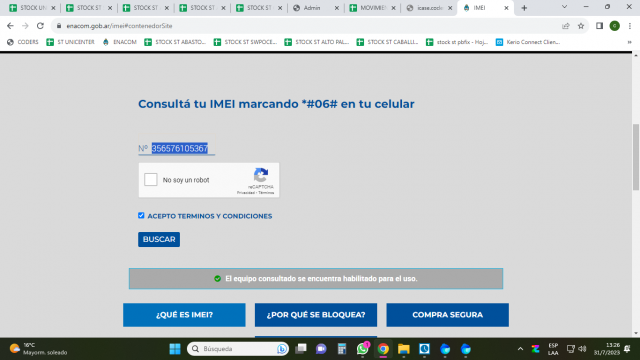 STOCK UN
STOCK ST
STOCK ST
STOCK ST
STOCK ST
Admin
MOVIMIE
icase.code
IMEI
enacom.gob.ar/imei#contenedorSite
CODERS
ST UNICENTER
ENACOM
STOCK ST ABASTO...
STOCK ST SWPOCE...
STOCK ST ALTO PAL...
STOCK ST CABALLI...
stock st pbfix - Hoj...
Kerio Connect Clien...
Consultá tu IMEI marcando *#06# en tu celular
Nº 356576105367
No soy un robot
reCAPTCHA
Privacidad - Términos
ACEPTO TERMINOS Y CONDICIONES
BUSCAR
El equipo consultado se encuentra habilitado para el uso.
¿QUÉ ES IMEI?
¿POR QUÉ SE BLOQUEA?
COMPRA SEGURA
16°C
Mayorm. soleado
Búsqueda
1
ESP
LAA
13:26
31/7/2023